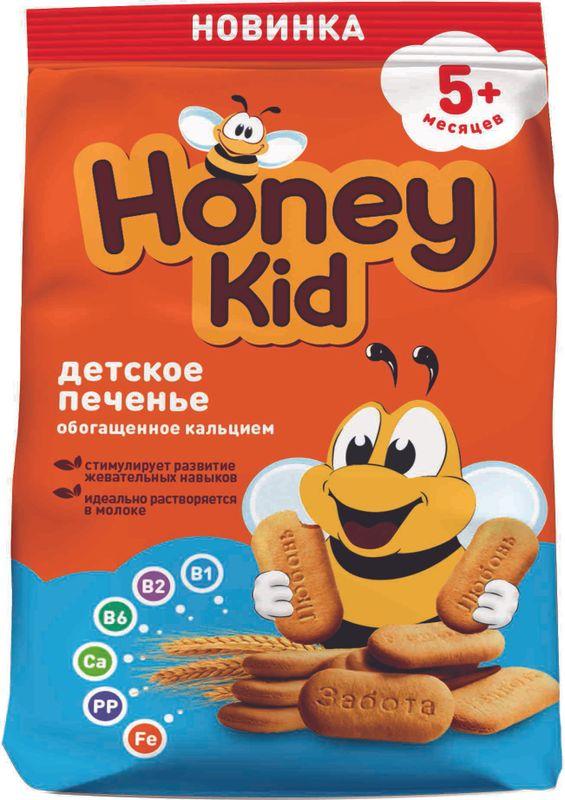 НОВИНКА
5+
месяцев
Honey
Kid
детское
печенье
обогащенное кальцием
стимулирует развитие
жевательных навыков
идеально растворяется
в молоке
B1
B2
B6
Ca
PP
Fe
Любовь
Любовь
Забота